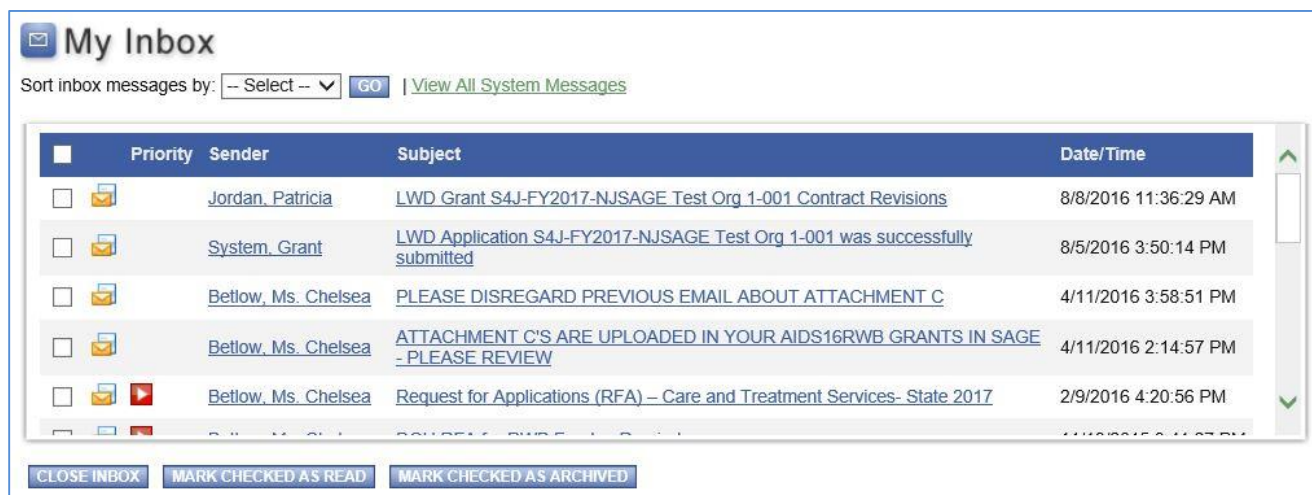 My Inbox
Sort inbox messages by: -- Select -- GO | View All System Messages
Priority Sender Subject Date/Time
Jordan, Patricia LWD Grant S4J-FY2017-NJSAGE Test Org 1-001 Contract Revisions 8/8/2016 11:36:29 AM
System, Grant LWD Application S4J-FY2017-NJSAGE Test Org 1-001 was successfully
submitted 8/5/2016 3:50:14 PM
Betlow, Ms. Chelsea PLEASE DISREGARD PREVIOUS EMAIL ABOUT ATTACHMENT C 4/11/2016 3:58:51 PM
Betlow, Ms. Chelsea ATTACHMENT C'S ARE UPLOADED IN YOUR AIDS16RWB GRANTS IN SAGE
- PLEASE REVIEW 4/11/2016 2:14:57 PM
Betlow, Ms. Chelsea Request for Applications (RFA) – Care and Treatment Services- State 2017 2/9/2016 4:20:56 PM
CLOSE INBOX MARK CHECKED AS READ MARK CHECKED AS ARCHIVED